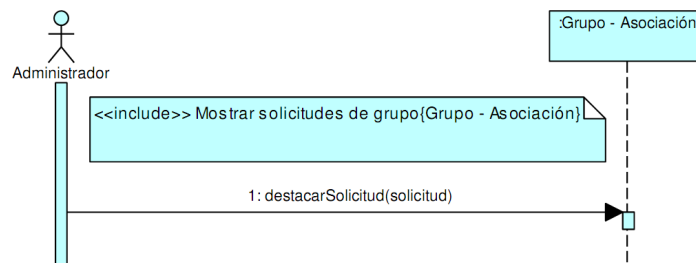 :Grupo - Asociación
Administrador
<<include>> Mostrar solicitudes de grupo{Grupo - Asociación}
1: destacarSolicitud(solicitud)